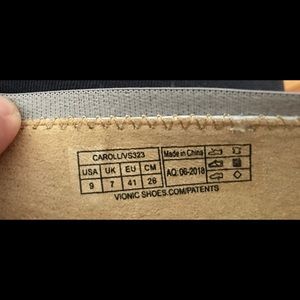 CAROLL/VS323
USA UK EU CM
9 7 41 26
Made in China
AQ: 06-2018
VIONIC SHOES.COM/PATENTS